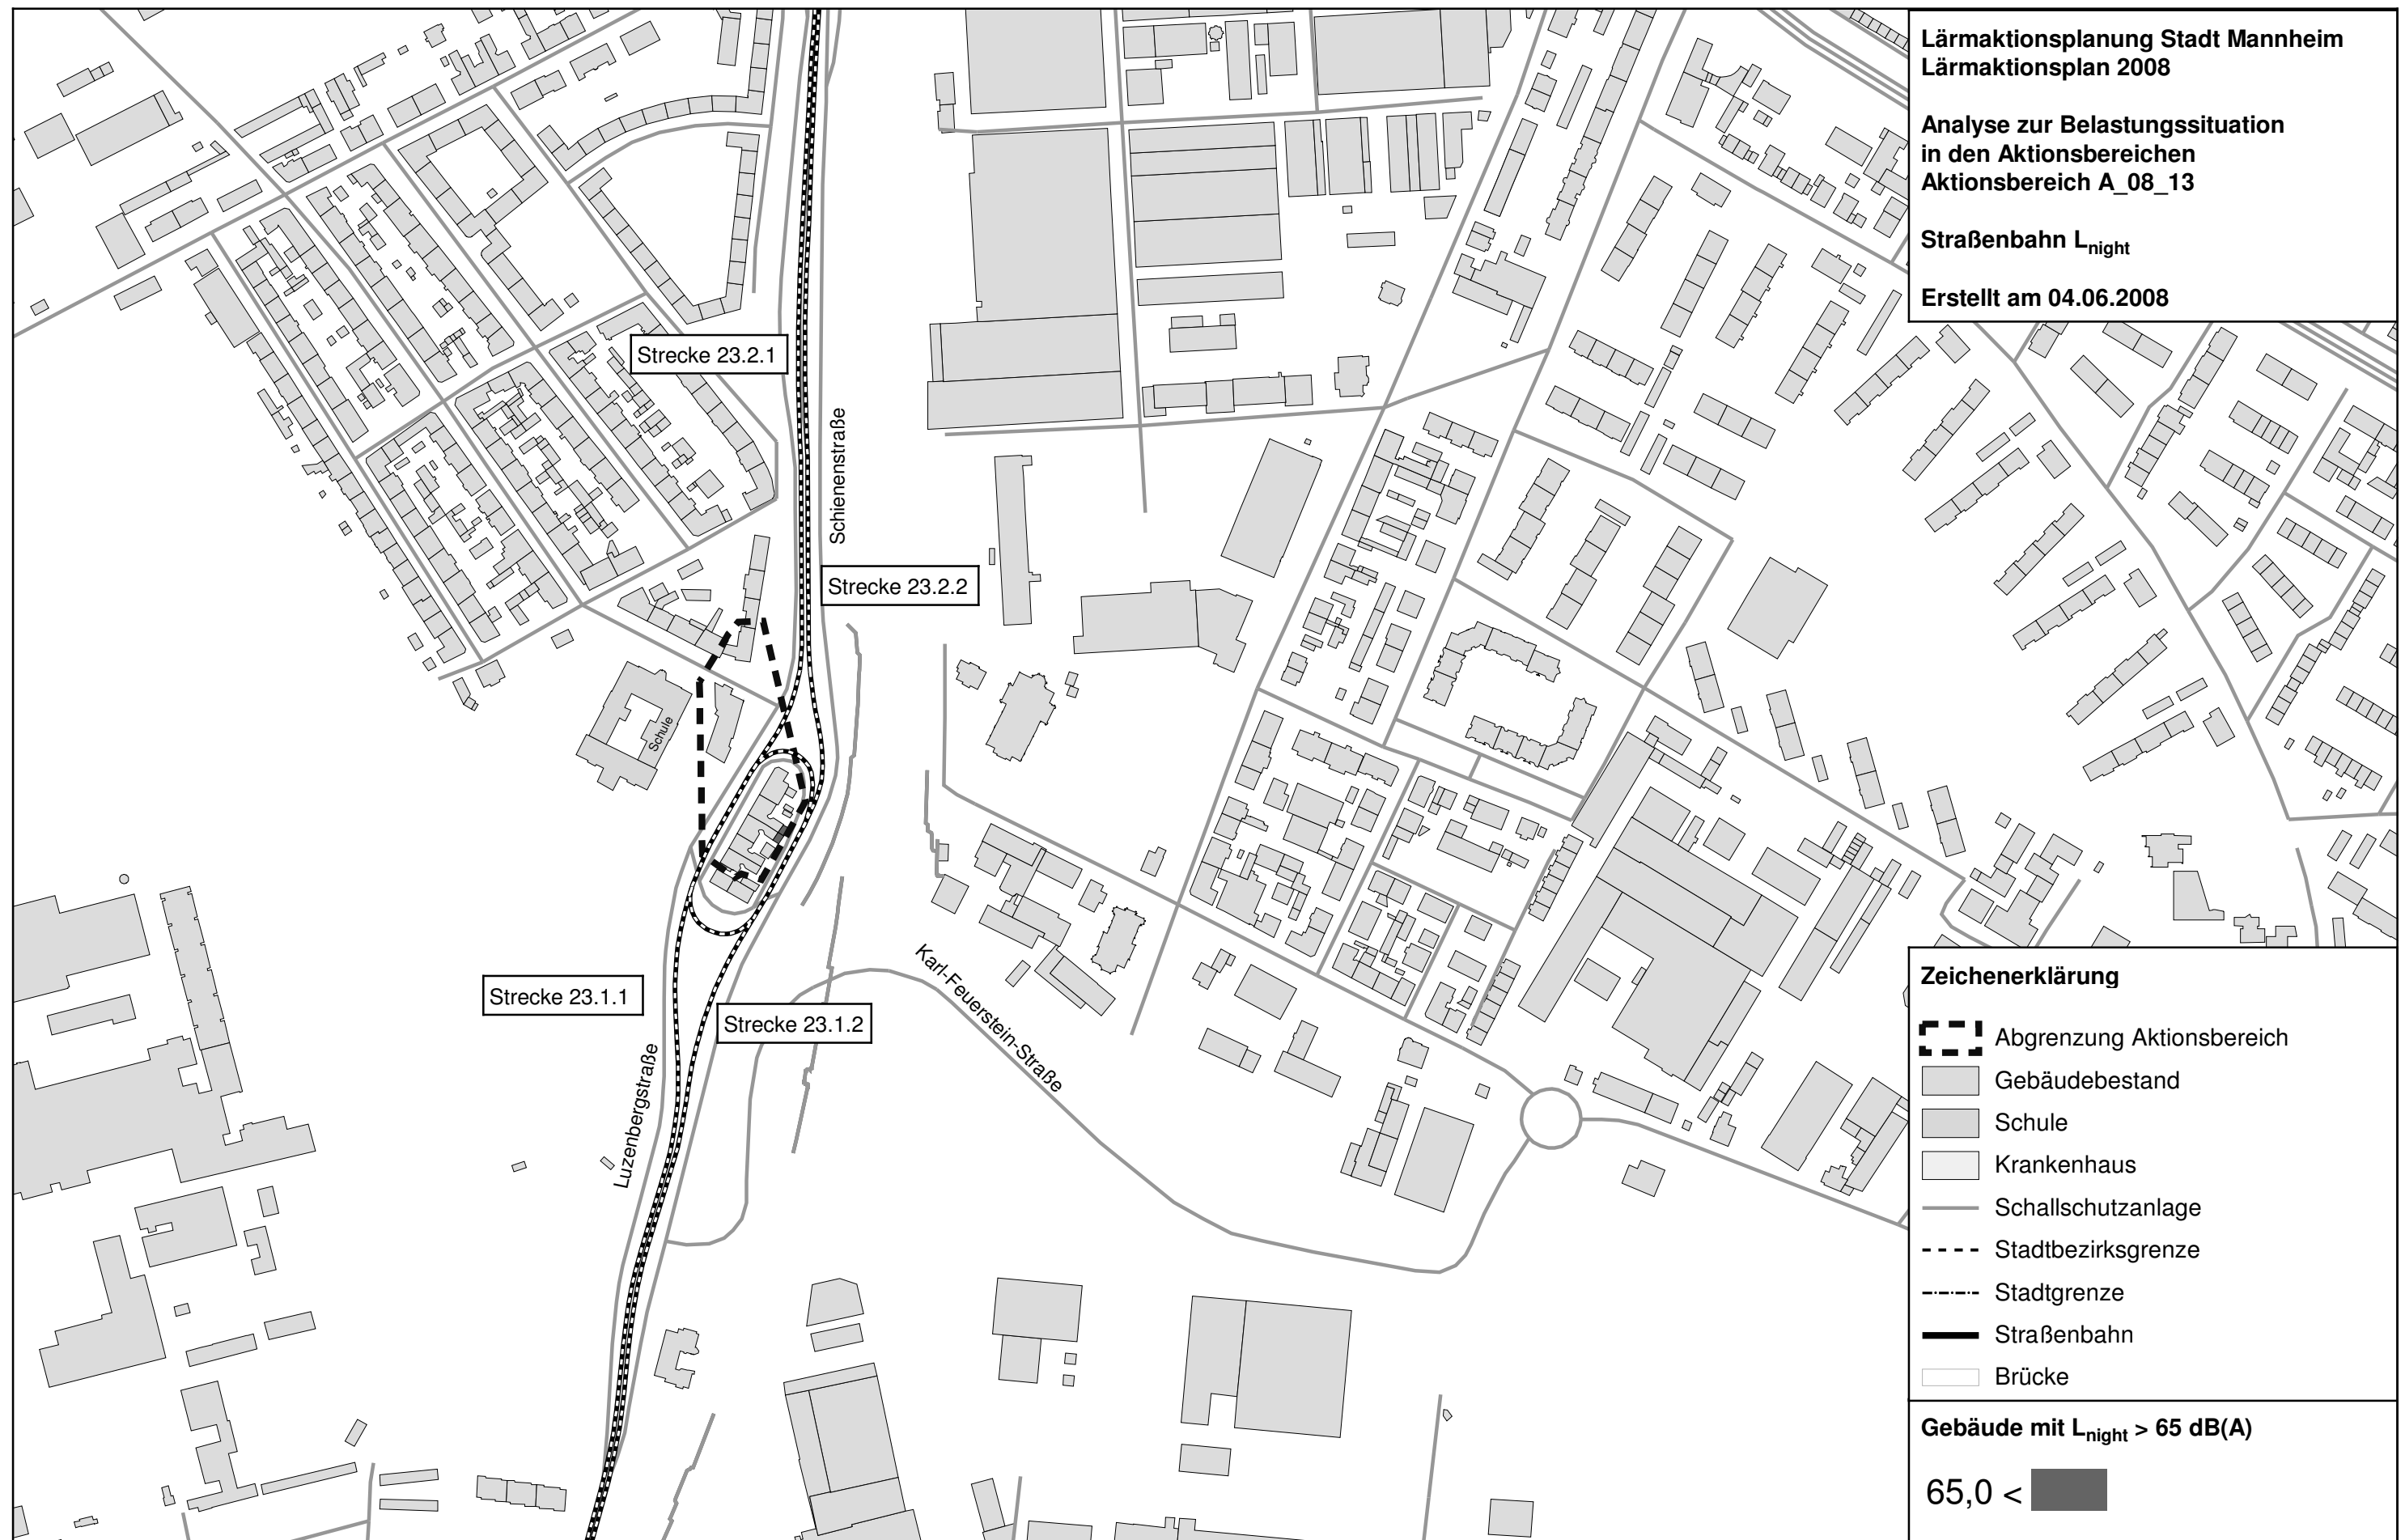 Lärmaktionsplanung Stadt Mannheim
Lärmaktionsplan 2008
Analyse zur Belastungssituation
in den Aktionsbereichen
Aktionsbereich A_08_13
Straßenbahn Lnight
Erstellt am 04.06.2008
Strecke 23.2.1
Schienenstraße
Strecke 23.2.2
Schule
Strecke 23.1.1
Strecke 23.1.2
Karl-Feuerstein-Straße
Luzenbergstraße
Zeichenerklärung
Abgrenzung Aktionsbereich
Gebäudebestand
Schule
Krankenhaus
Schallschutzanlage
Stadtbezirksgrenze
Stadtgrenze
Straßenbahn
Brücke
Gebäude mit Lnight > 65 dB(A)
65,0 <